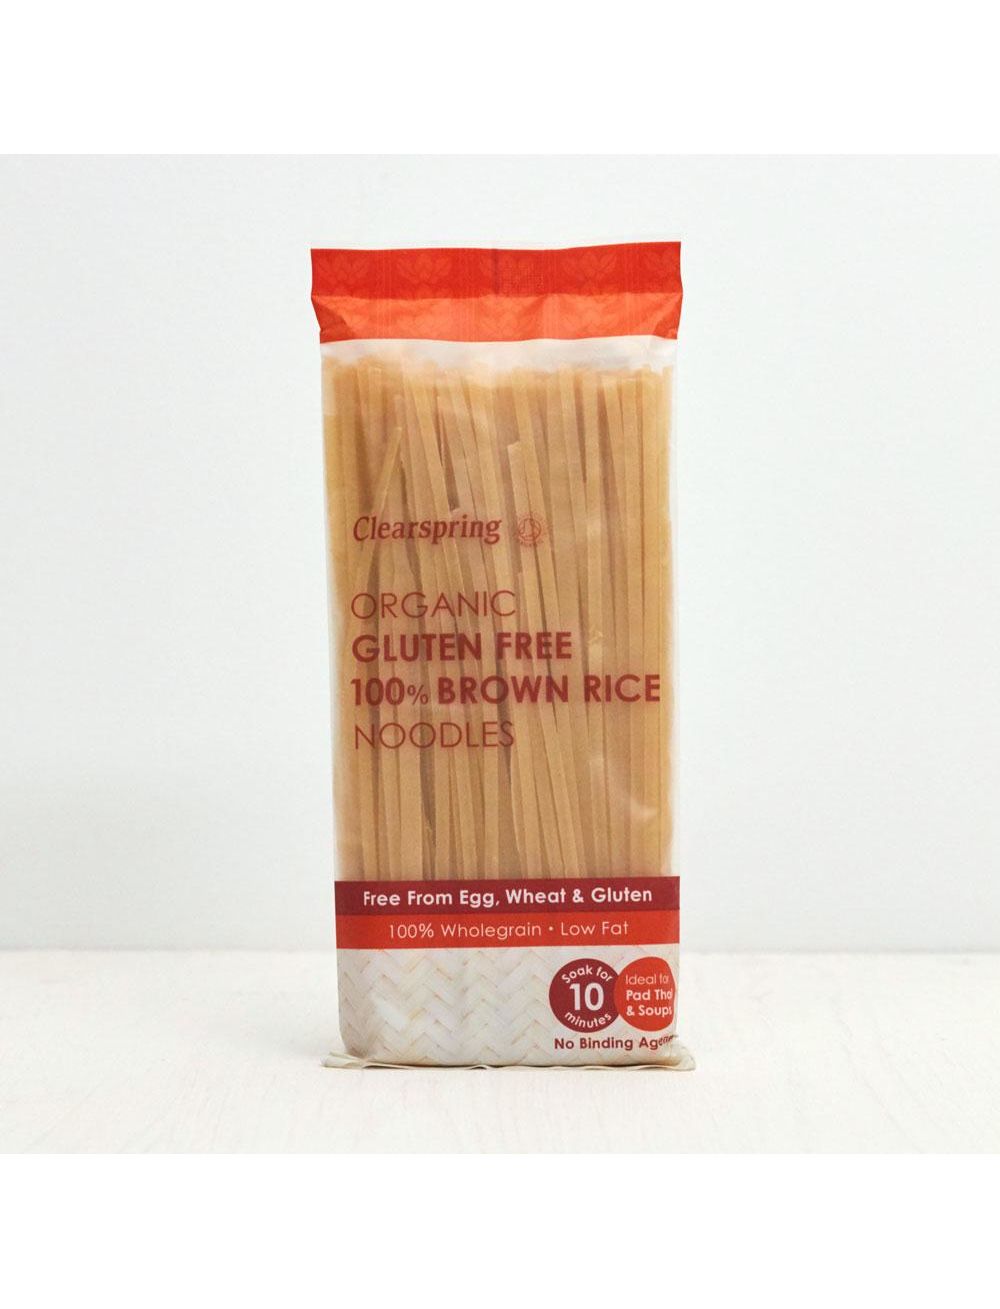 Clearspring
ORGANIC
GLUTEN FREE
100% BROWN RICE
NOODLES
Free From Egg, Wheat & Gluten
100% Wholegrain • Low Fat
Soak for
10
minutes
Ideal for
Pad Thai
& Soups
No Binding